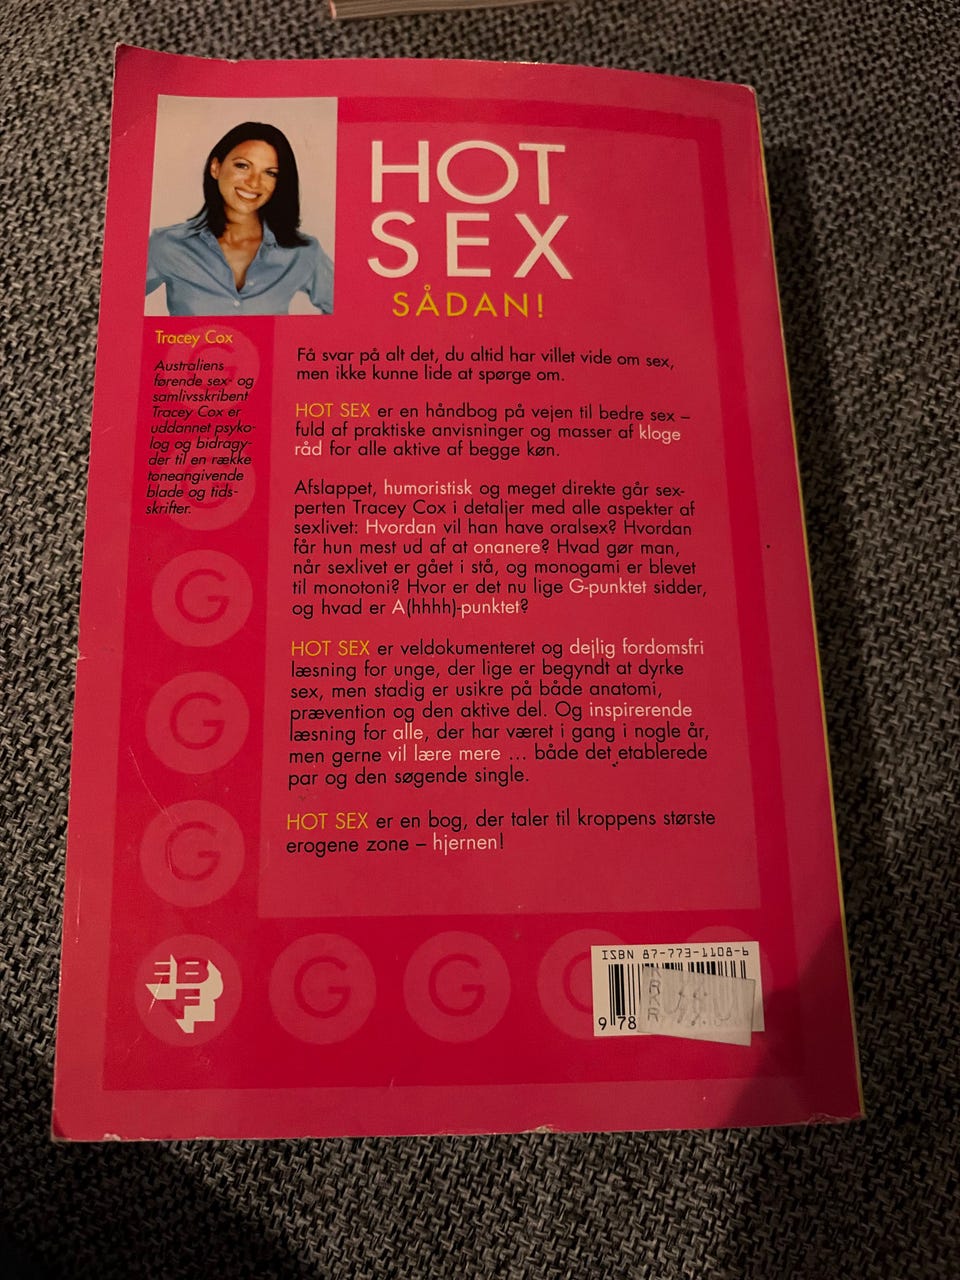 HOT
SEX
SÅDAN!
Tracey Cox
Australiens
førende sex- og
samlivsskribent
Tracey Cox er
uddannet psyko-
log og bidragy-
der til en række
toneangivende
blade og tids-
skrifter.
Få svar på alt det, du altid har villet vide om sex,
men ikke kunne lide at spørge om.
HOT SEX er en håndbog på vejen til bedre sex –
fuld af praktiske anvisninger og masser af kloge
råd for alle aktive af begge køn.
Afslappet, humoristisk og meget direkte går sex-
perten Tracey Cox i detaljer med alle aspekter af
sexlivet: Hvordan vil han have oralsex? Hvordan
får hun mest ud af at onanere? Hvad gør man,
når sexlivet er gået i stå, og monogami er blevet
til monotoni? Hvor er det nu lige G-punktet sidder,
og hvad er A(hhhh)-punktet?
HOT SEX er veldokumenteret og dejlig fordomsfri
læsning for unge, der lige er begyndt at dyrke
sex, men stadig er usikre på både anatomi,
prævention og den aktive del. Og inspirerende
læsning for alle, der har været i gang i nogle år,
men gerne vil lære mere ... både det etablerede
par og den søgende single.
HOT SEX er en bog, der taler til kroppens største
erogene zone – hjernen!
G
G
G
G G
EBF
ISBN 87-773-1108-6
9 78